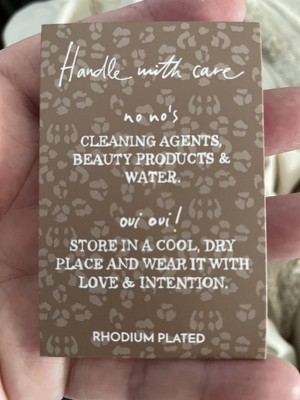 Handle with care
no no's
CLEANING AGENTS,
BEAUTY PRODUCTS &
WATER.
oui oui!
STORE IN A COOL, DRY
PLACE AND WEAR IT WITH
LOVE & INTENTION.
RHODIUM PLATED